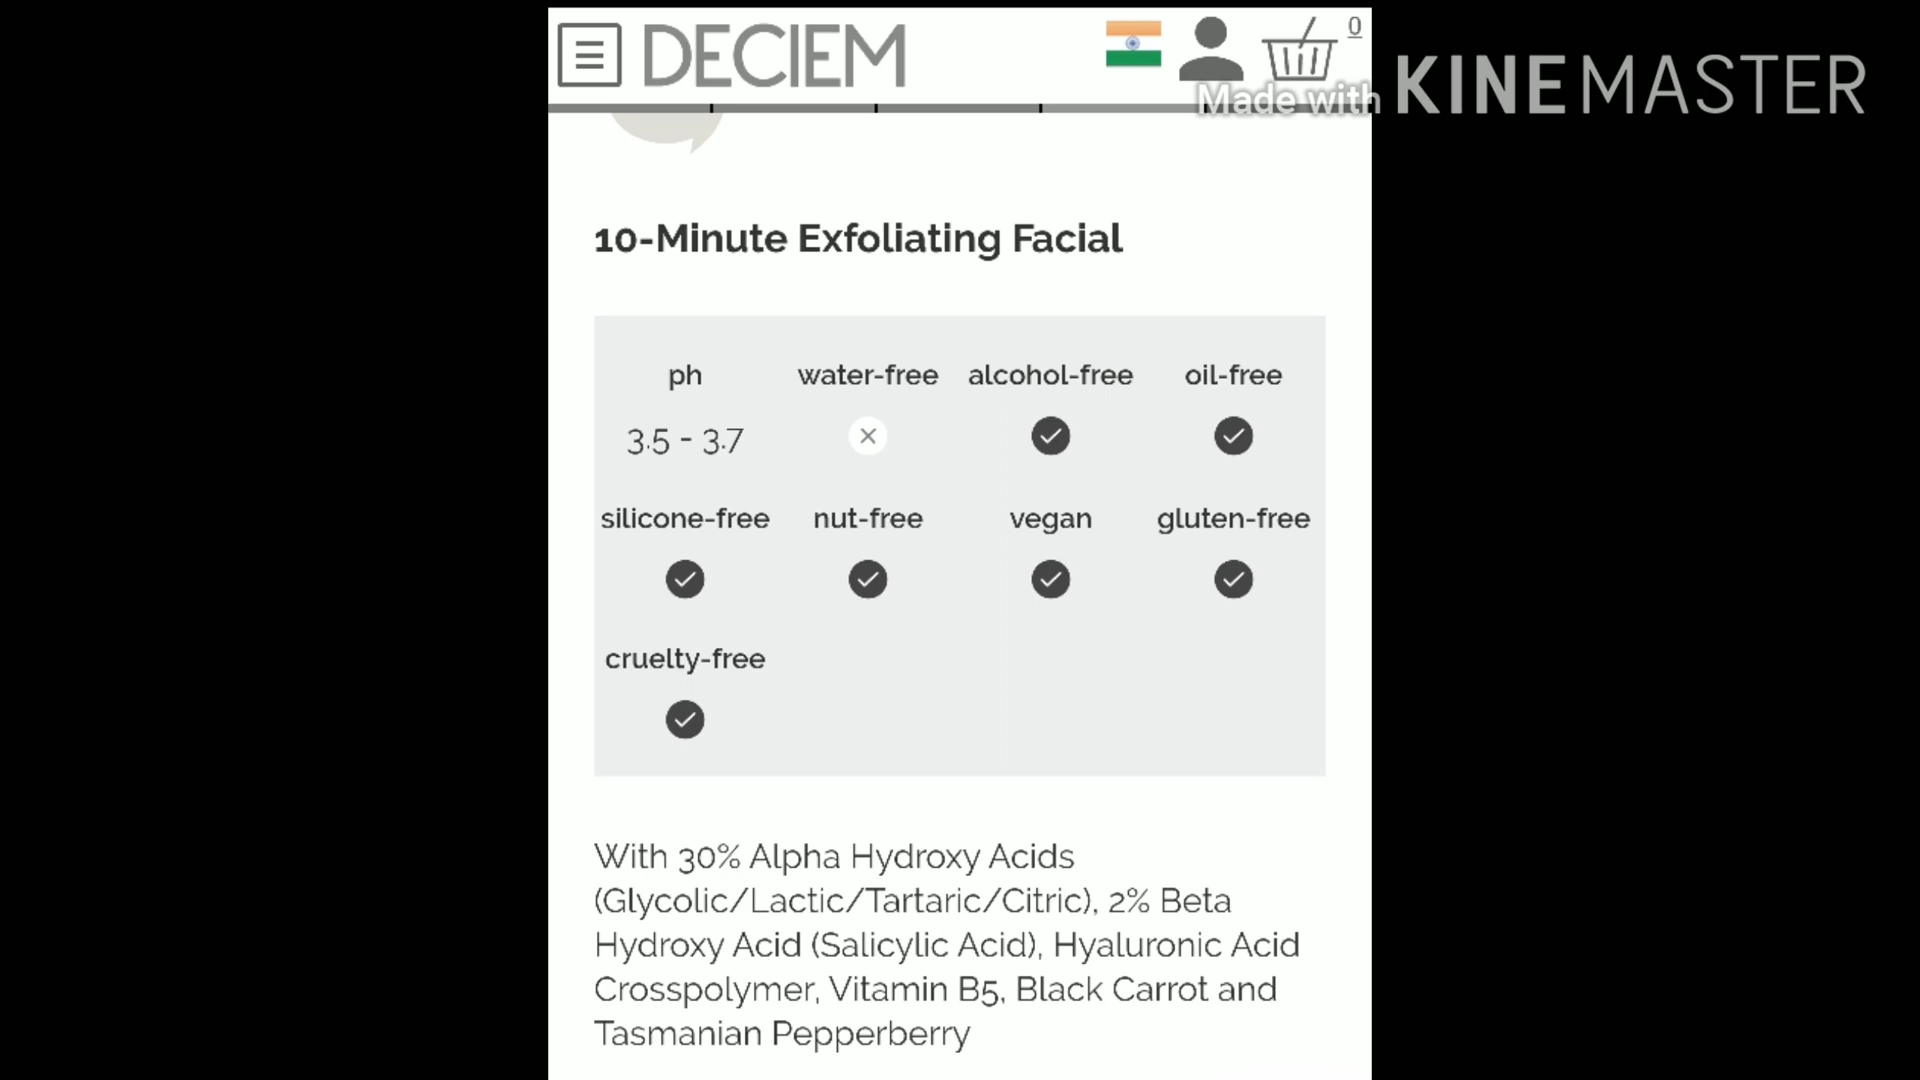 DECIEM
0
Made with KINEMASTER
10-Minute Exfoliating Facial
ph water-free alcohol-free oil-free
3.5 - 3.7
silicone-free nut-free vegan gluten-free
cruelty-free
With 30% Alpha Hydroxy Acids
(Glycolic/Lactic/Tartaric/Citric), 2% Beta
Hydroxy Acid (Salicylic Acid), Hyaluronic Acid
Crosspolymer, Vitamin B5, Black Carrot and
Tasmanian Pepperberry